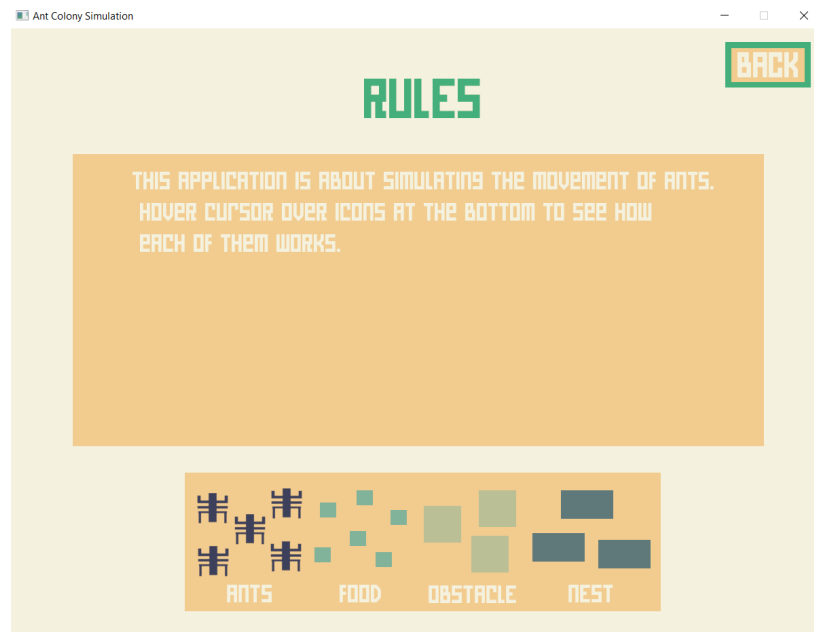 Ant Colony Simulation
BACK
RULES
THIS APPLICATION IS ABOUT SIMULATING THE MOVEMENT OF ANTS.
HOVER CURSOR OVER ICONS AT THE BOTTOM TO SEE HOW
EACH OF THEM WORKS.
ANTS FOOD OBSTACLE NEST